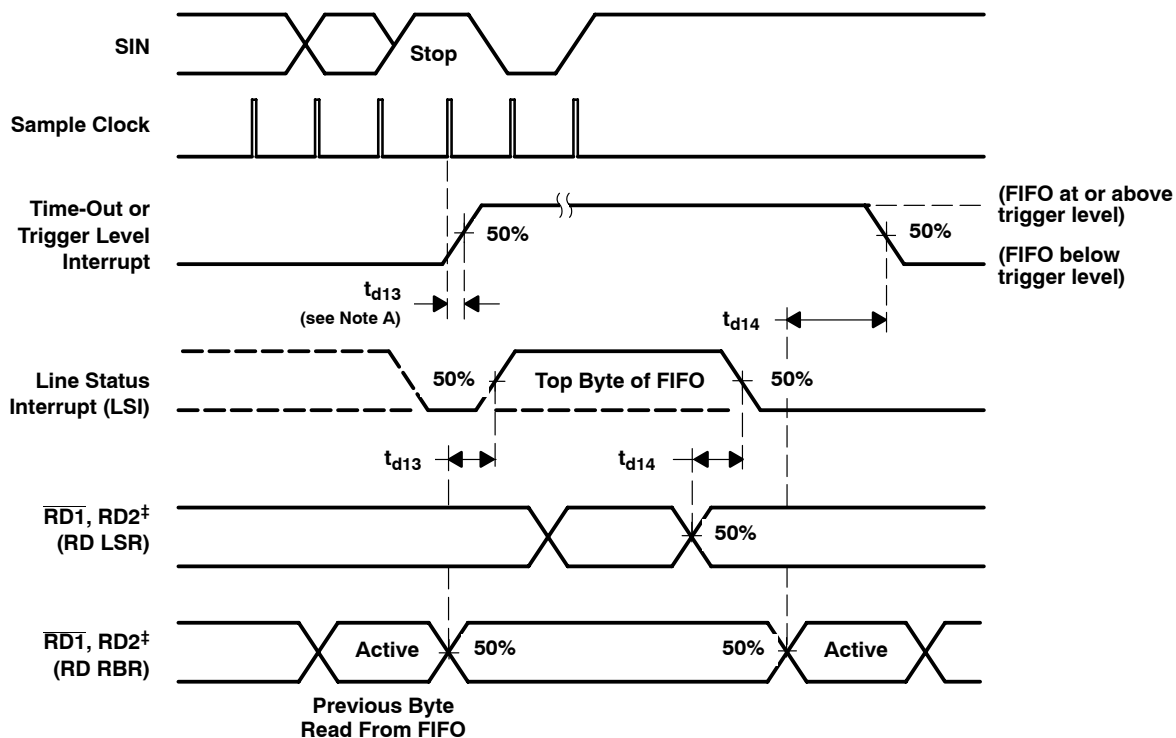 SIN
Stop
Sample Clock
Time-Out or
Trigger Level
Interrupt
50%
50%
(FIFO at or above
trigger level)
(FIFO below
trigger level)
td13
(see Note A)
td14
Line Status
Interrupt (LSI)
50%
Top Byte of FIFO
50%
td13
td14
RD1, RD2‡
(RD LSR)
50%
RD1, RD2‡
(RD RBR)
Active
50%
50%
Active
Previous Byte
Read From FIFO